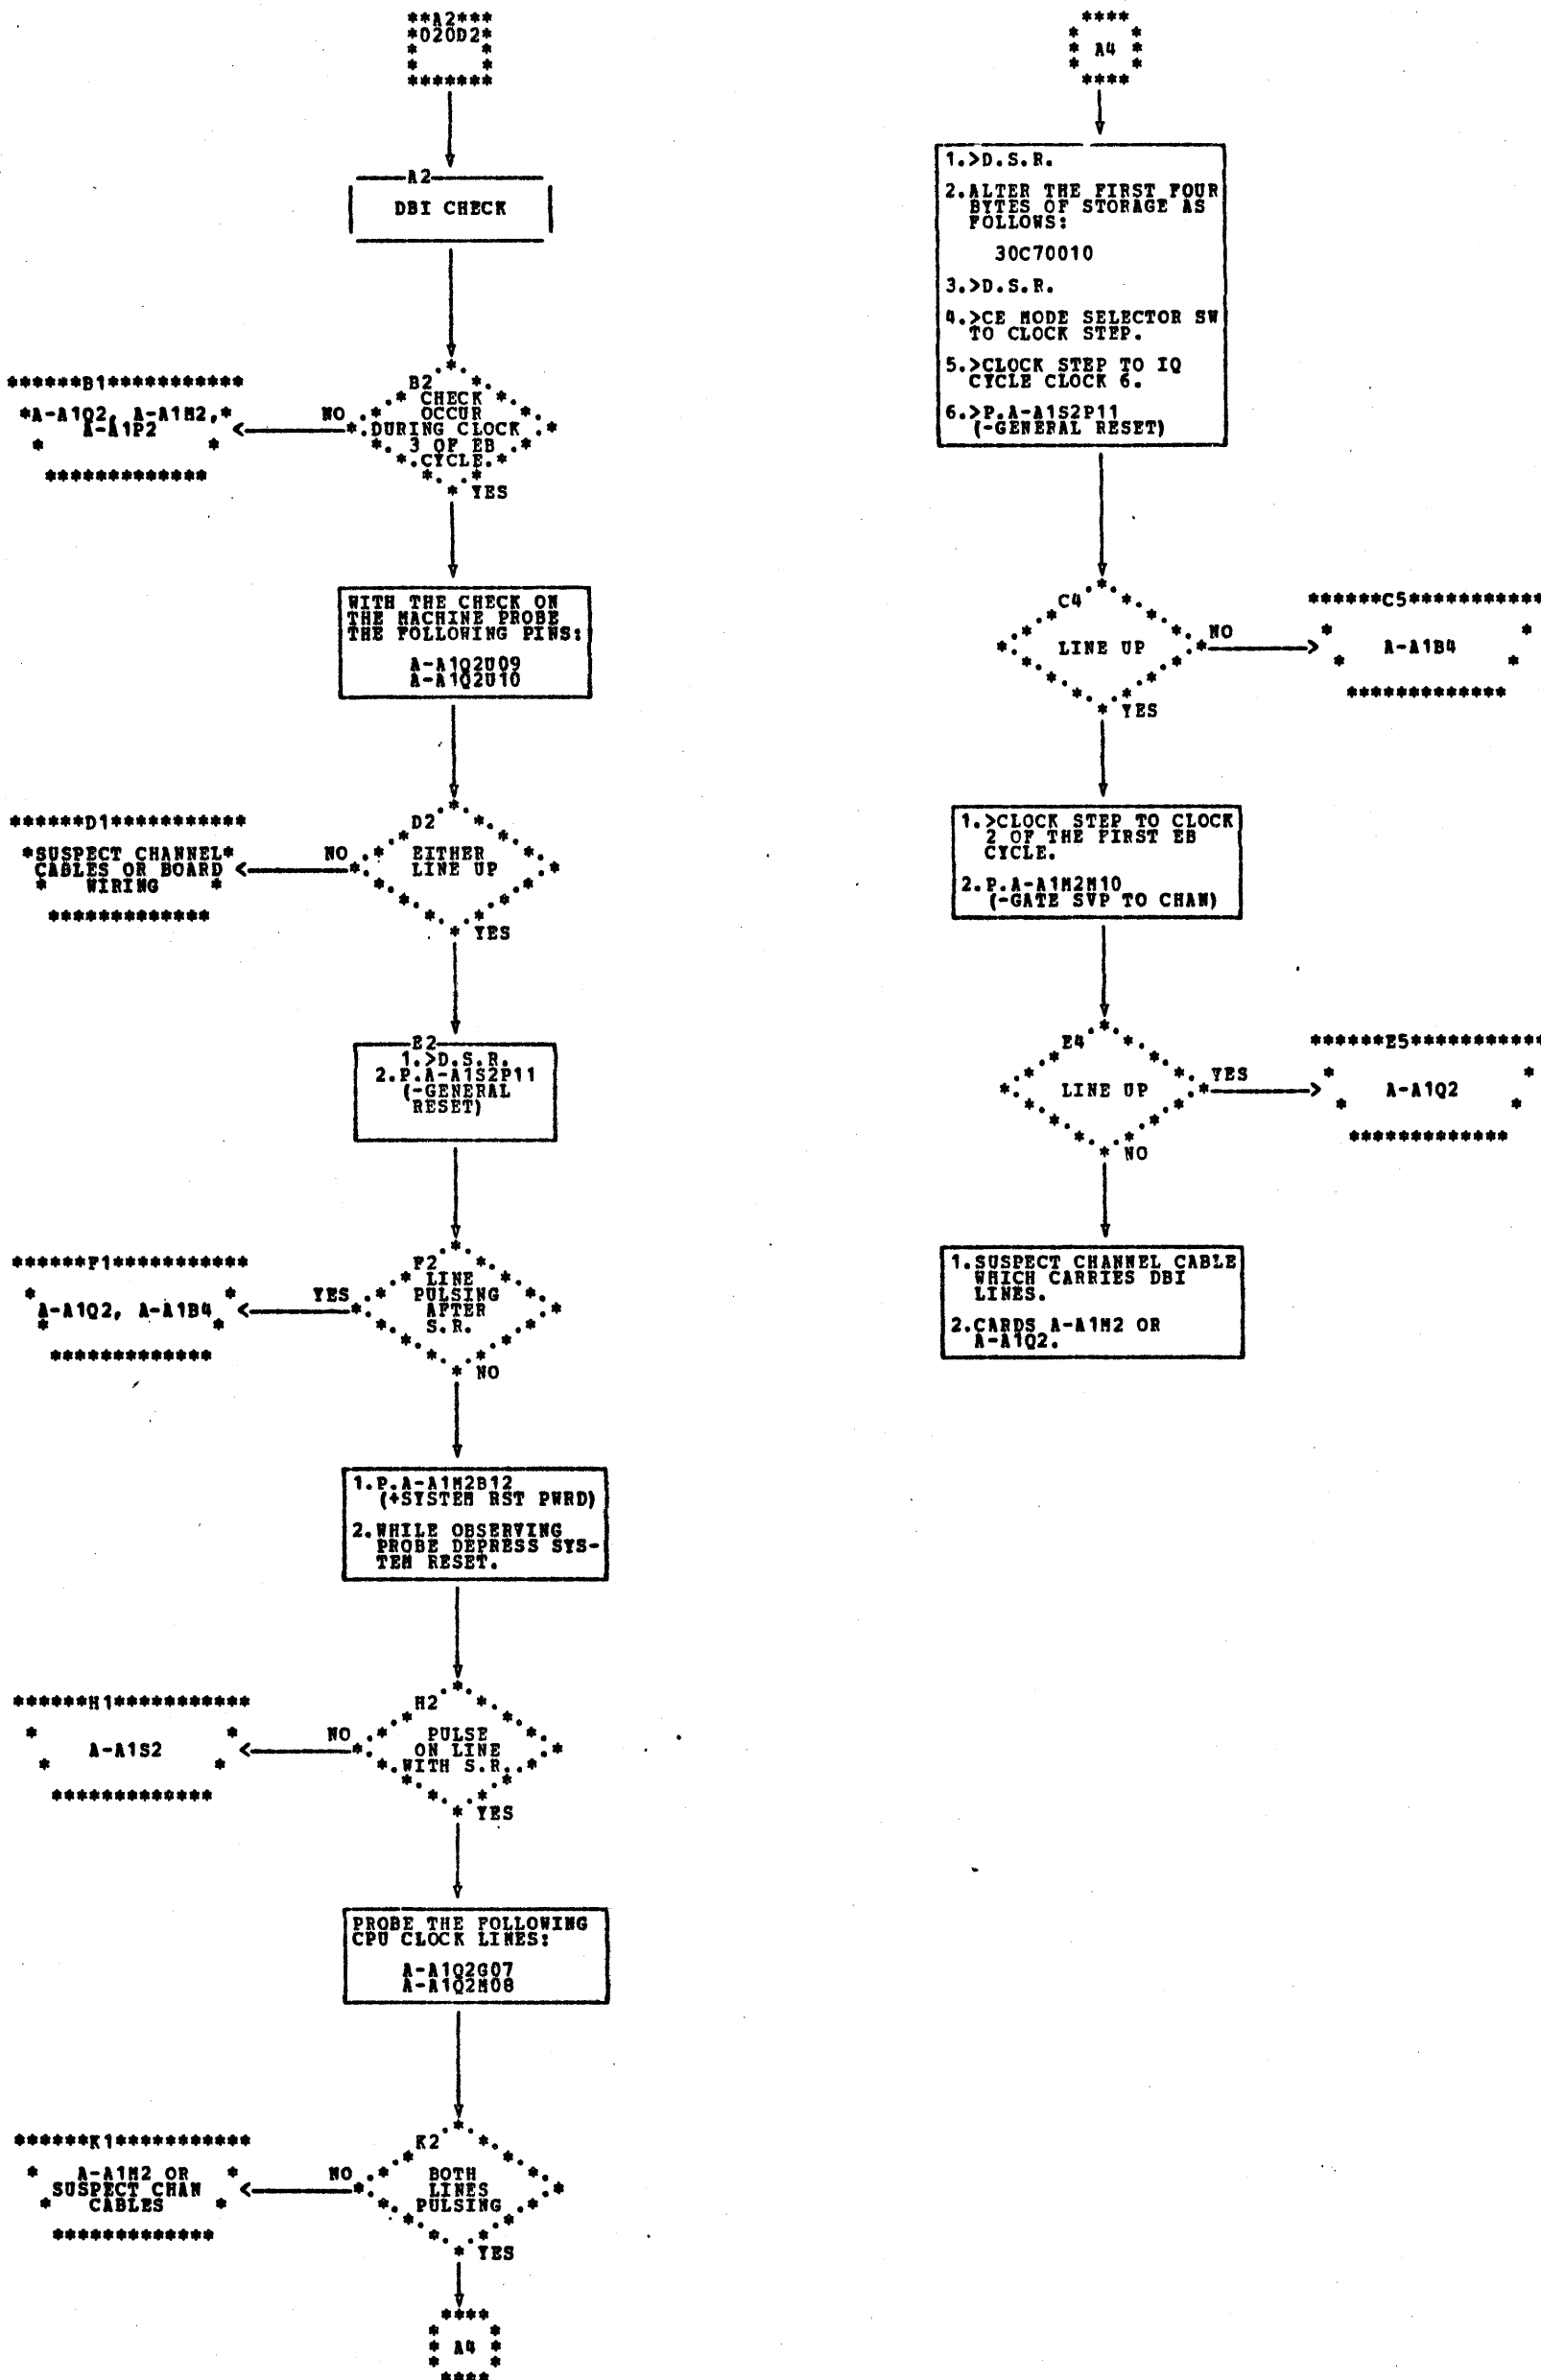 **A2***
*020D2*
A2
DBI CHECK
B2
CHECK
OCCUR
DURING CLOCK
3 OF EB
CYCLE.
NO
YES
******B1***********
*A-A1Q2, A-A1M2,*
A-A1P2
WITH THE CHECK ON
THE MACHINE PROBE
THE FOLLOWING PINS:
A-A1Q2U09
A-A1Q2U10
D2
EITHER
LINE UP
NO
YES
******D1***********
*SUSPECT CHANNEL*
CABLES OR BOARD
* WIRING *
E2
1.>D.S.R.
2.P.A-A1S2P11
(-GENERAL
RESET)
F2
LINE
PULSING
AFTER
S.R.
YES
NO
******F1***********
A-A1Q2, A-A1B4
1.P.A-A1M2B12
(+SYSTEM RST PWRD)
2.WHILE OBSERVING
PROBE DEPRESS SYS-
TEM RESET.
H2
PULSE
ON LINE
WITH S.R.
NO
YES
******H1***********
A-A1S2
PROBE THE FOLLOWING
CPU CLOCK LINES:
A-A1Q2G07
A-A1Q2M08
K2
BOTH
LINES
PULSING
NO
YES
******K1***********
* A-A1M2 OR *
SUSPECT CHAN
* CABLES *
A4
A4
1.>D.S.R.
2.ALTER THE FIRST FOUR
BYTES OF STORAGE AS
FOLLOWS:
30C70010
3.>D.S.R.
4.>CE MODE SELECTOR SW
TO CLOCK STEP.
5.>CLOCK STEP TO IQ
CYCLE CLOCK 6.
6.>P.A-A1S2P11
(-GENERAL RESET)
C4
LINE UP
NO
YES
******C5***********
A-A1B4
1.>CLOCK STEP TO CLOCK
2 OF THE FIRST EB
CYCLE.
2.P.A-A1M2M10
(-GATE SVP TO CHAN)
E4
LINE UP
YES
NO
******E5***********
A-A1Q2
1.SUSPECT CHANNEL CABLE
WHICH CARRIES DBI
LINES.
2.CARDS A-A1M2 OR
A-A1Q2.